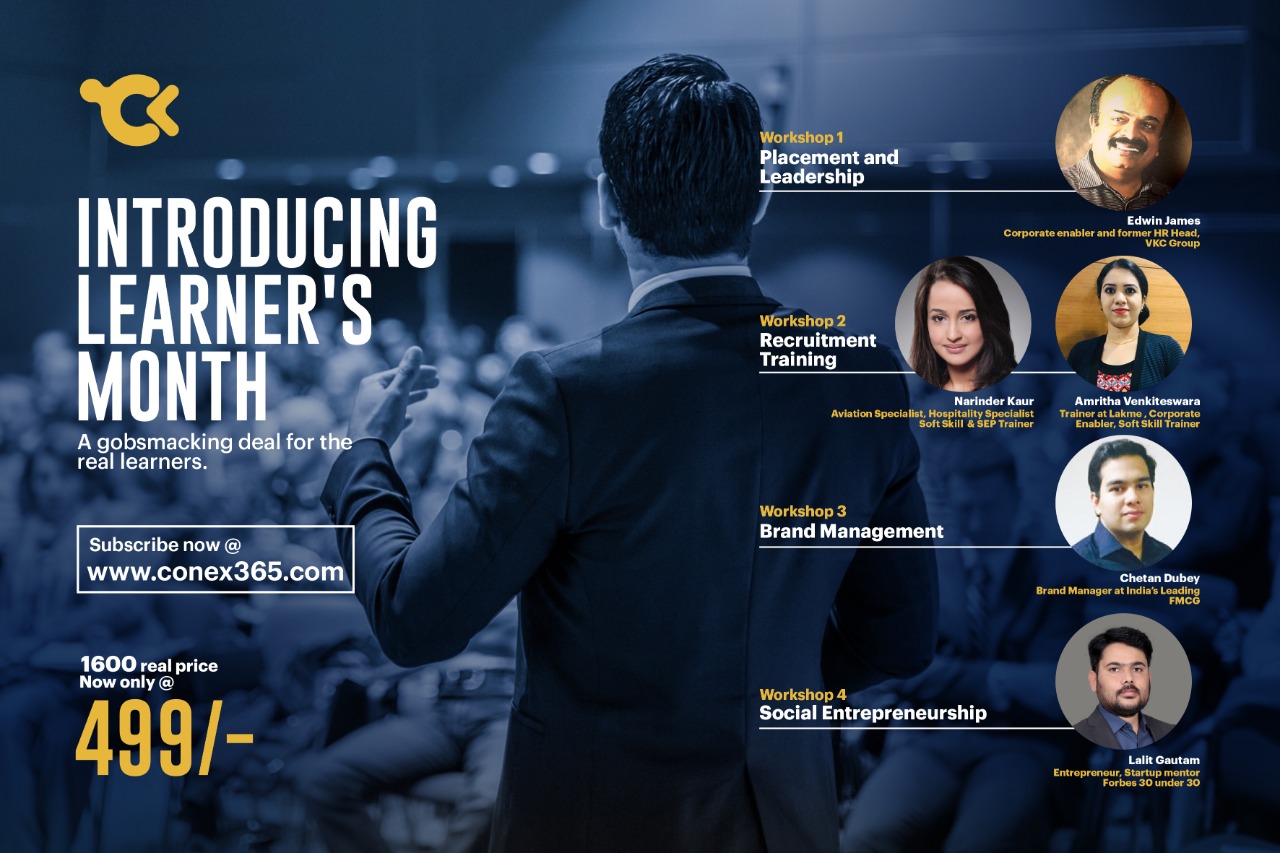 INTRODUCING
LEARNER'S
MONTH
A gobsmacking deal for the
real learners.
Subscribe now @
www.conex365.com
1600 real price
Now only @
499/-
Workshop 1
Placement and
Leadership
Edwin James
Corporate enabler and former HR Head,
VKC Group
Workshop 2
Recruitment
Training
Narinder Kaur
Aviation Specialist, Hospitality Specialist
Soft Skill & SEP Trainer
Amritha Venkiteswara
Trainer at Lakme , Corporate
Enabler, Soft Skill Trainer
Workshop 3
Brand Management
Chetan Dubey
Brand Manager at India's Leading
FMCG
Workshop 4
Social Entrepreneurship
Lalit Gautam
Entrepreneur, Startup mentor
Forbes 30 under 30